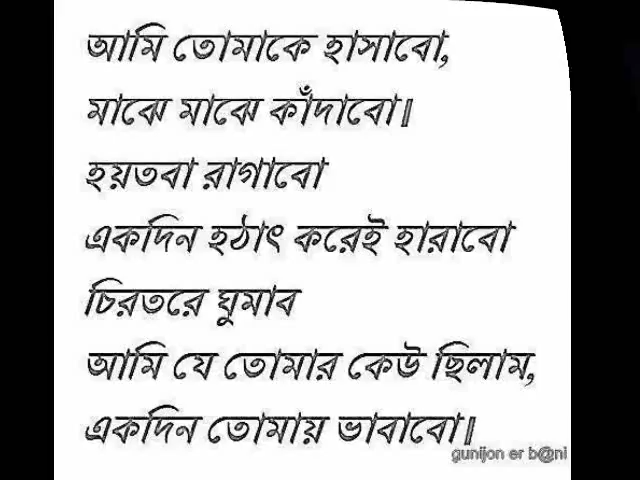 আমি তোমাকে হাসাবো,
মাঝে মাঝে কাঁদাবো॥
হয়তবা রাগাবো
একদিন হঠাৎ করেই হারাবো
চিরতরে ঘুমাব
আমি যে তোমার কেউ ছিলাম,
একদিন তোমায় ভাবাবো॥
gunijon er b@ni